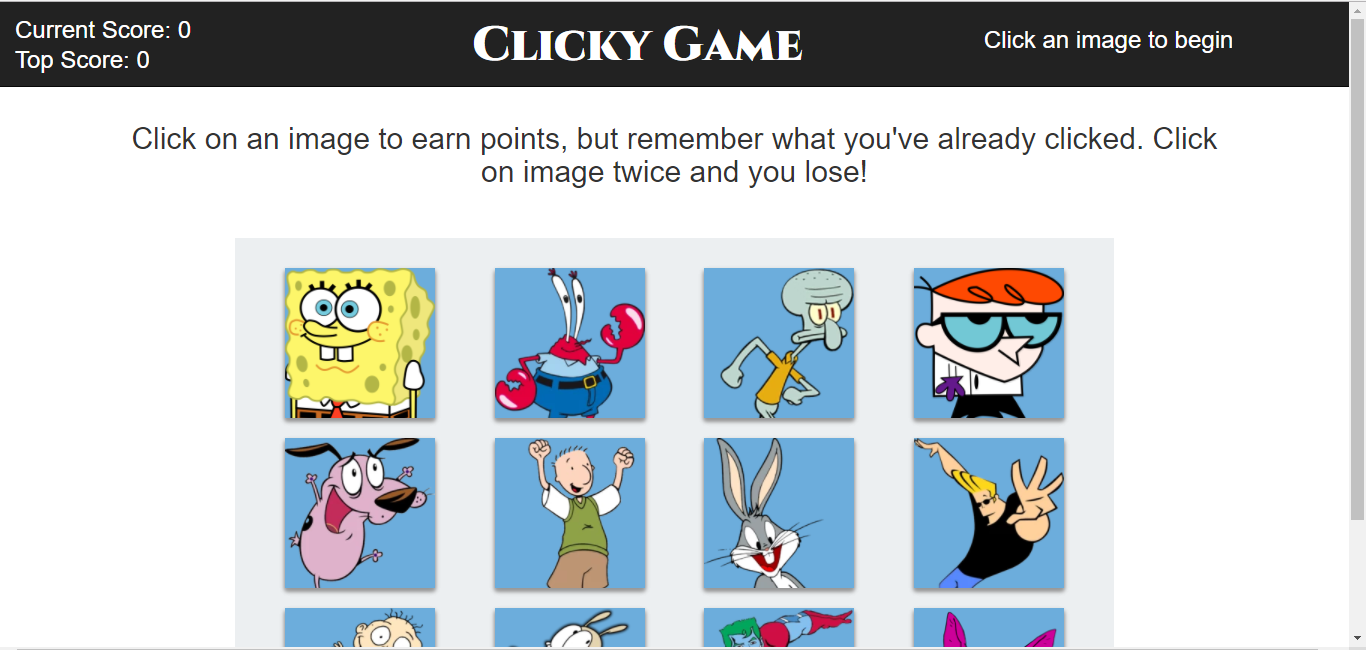 Current Score: 0
Top Score: 0
Clicky Game
Click an image to begin
Click on an image to earn points, but remember what you've already clicked. Click
on image twice and you lose!